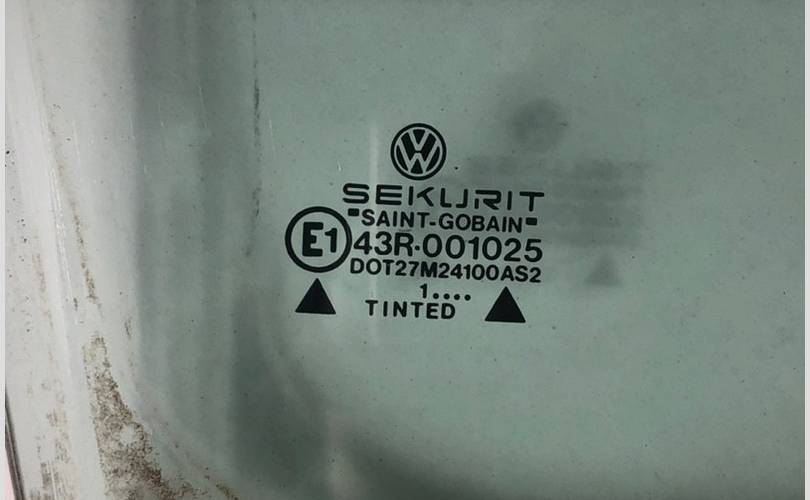 SEKURIT
"SAINT-GOBAIN"
E1 43R-001025
DOT27M24100AS2
1....
TINTED